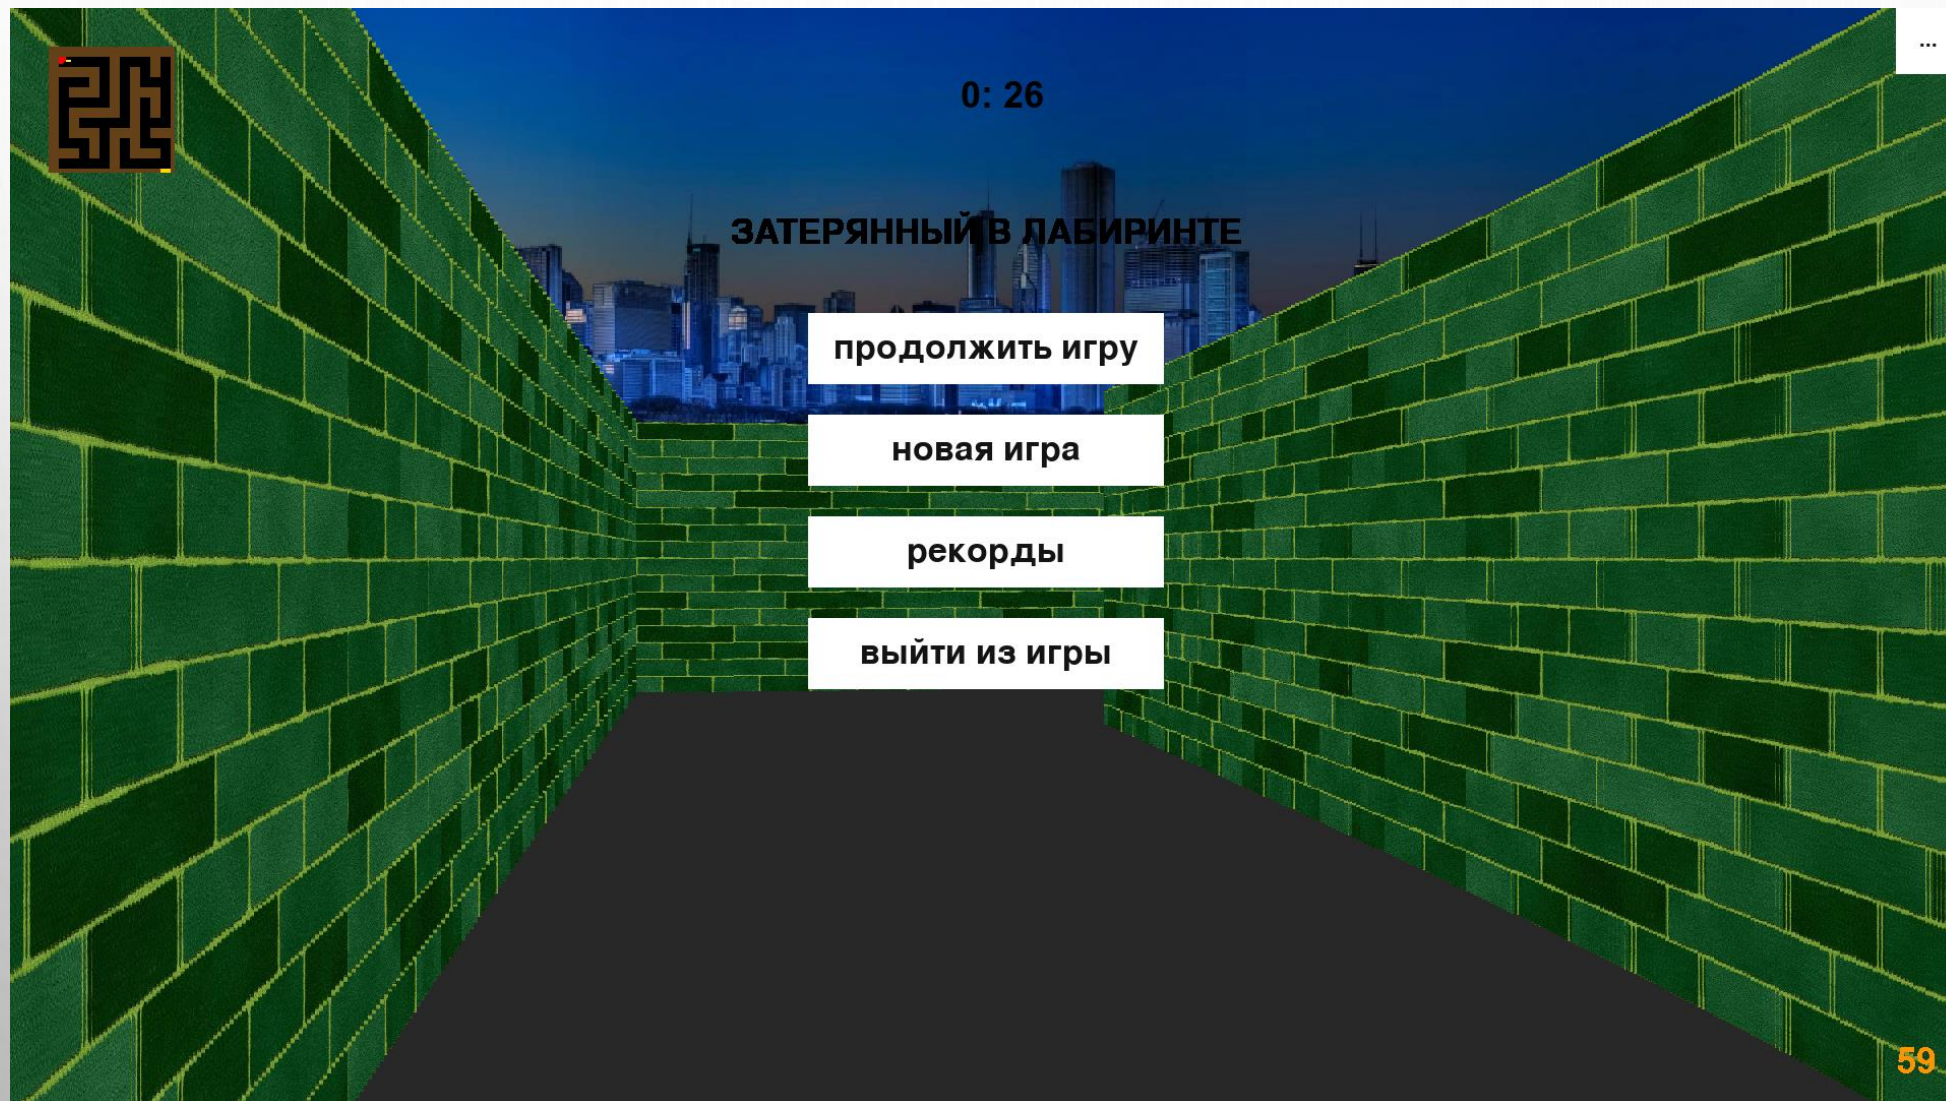 ...
0: 26
ЗАТЕРЯННЫЙ В ЛАБИРИНТЕ
продолжить игру
новая игра
рекорды
выйти из игры
59